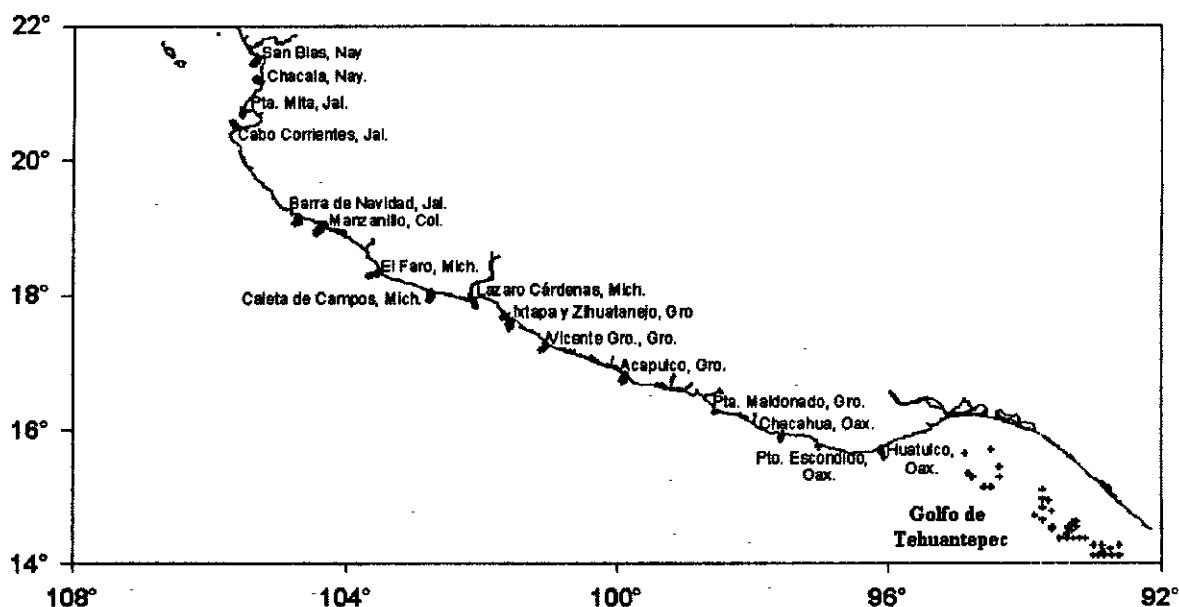 22°
San Blas, Nay
Chacala, Nay.
Pta. Mita, Jal.
Cabo Corrientes, Jal.
20°
Barra de Navidad, Jal.
Manzanillo, Col.
El Faro, Mich.
18°
Lazaro Cárdenas, Mich.
Caleta de Campos, Mich.
Ixtapa y Zihuatanejo, Gro
Vicente Gro., Gro.
Acapulco, Gro.
Pta. Maldonado, Gro.
16°
Chacahua, Oax.
Pto. Escondido,
Oax.
Huatulco,
Oax.
Golfo de
Tehuantepec
14°
108° 104° 100° 96° 92°